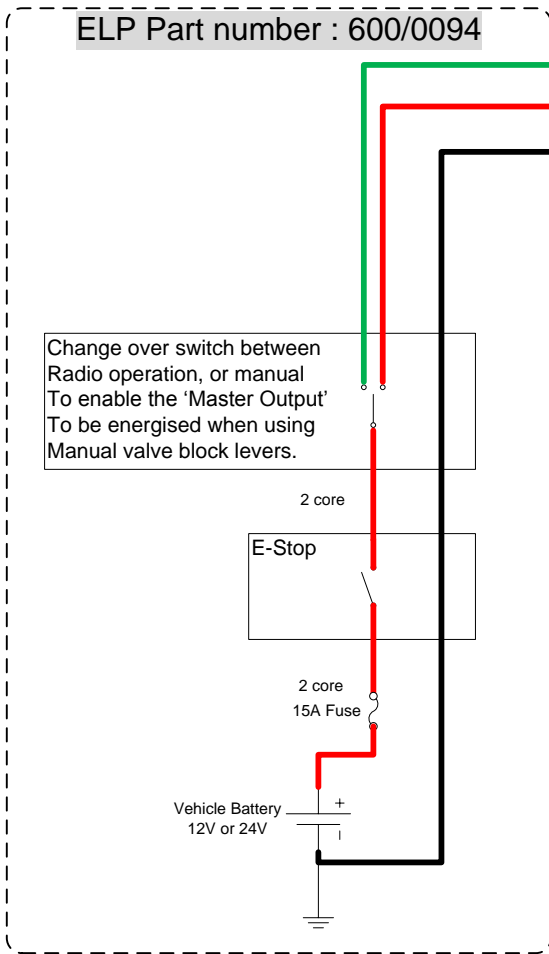 ELP Part number : 600/0094
Change over switch between
Radio operation, or manual
To enable the ‘Master Output’
To be energised when using
Manual valve block levers.
2 core
E-Stop
2 core
15A Fuse
Vehicle Battery
12V or 24V
+
–